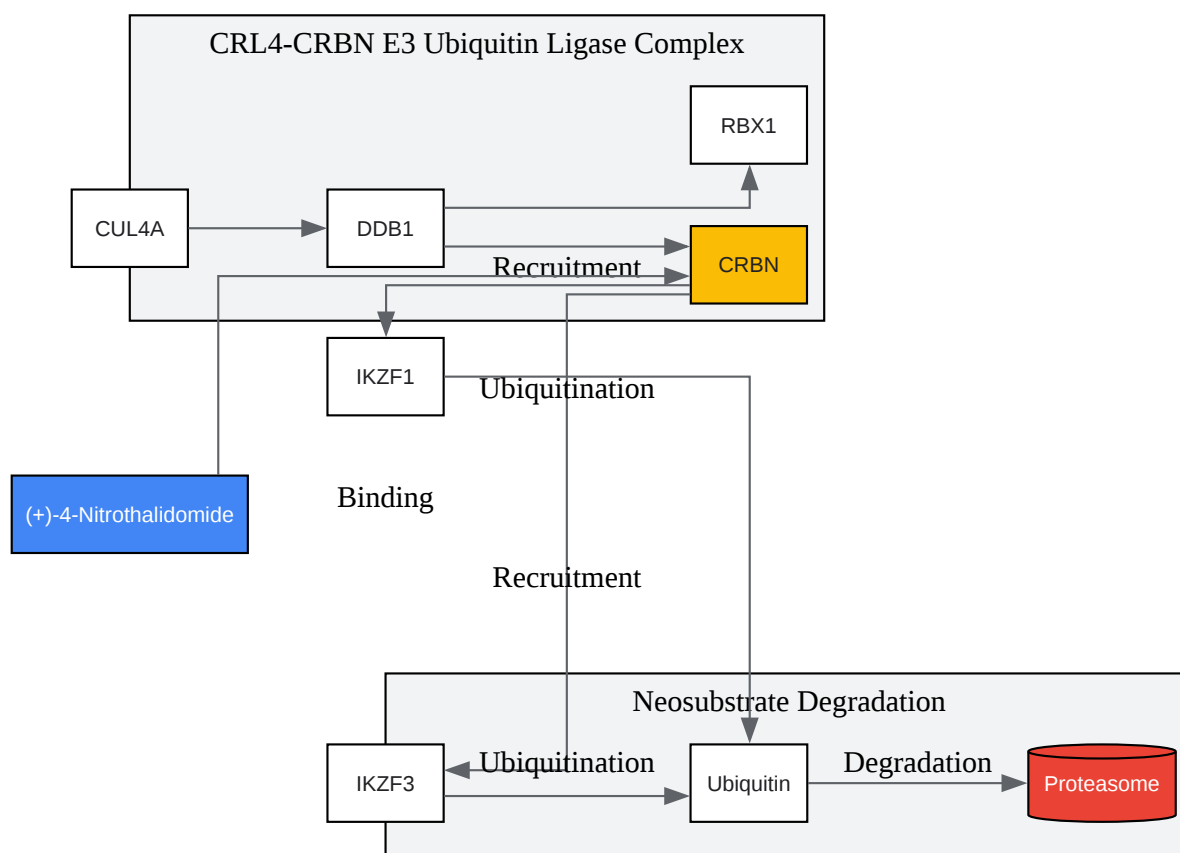 CRL4-CRBN E3 Ubiquitin Ligase Complex
RBX1
CUL4A
DDB1
CRBN
Recruitment
IKZF1
Ubiquitination
Binding
(+)-4-Nitrothalidomide
Recruitment
Neosubstrate Degradation
IKZF3
Ubiquitination
Ubiquitin
Degradation
Proteasome